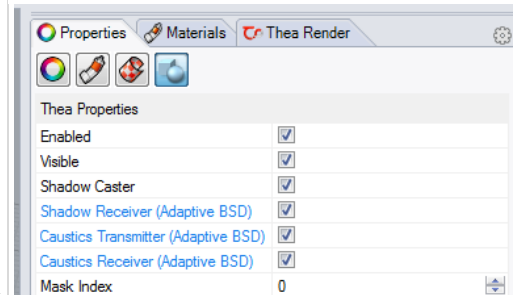 Properties Materials Thea Render
Thea Properties
Enabled
Visible
Shadow Caster
Shadow Receiver (Adaptive BSD)
Caustics Transmitter (Adaptive BSD)
Caustics Receiver (Adaptive BSD)
Mask Index 0